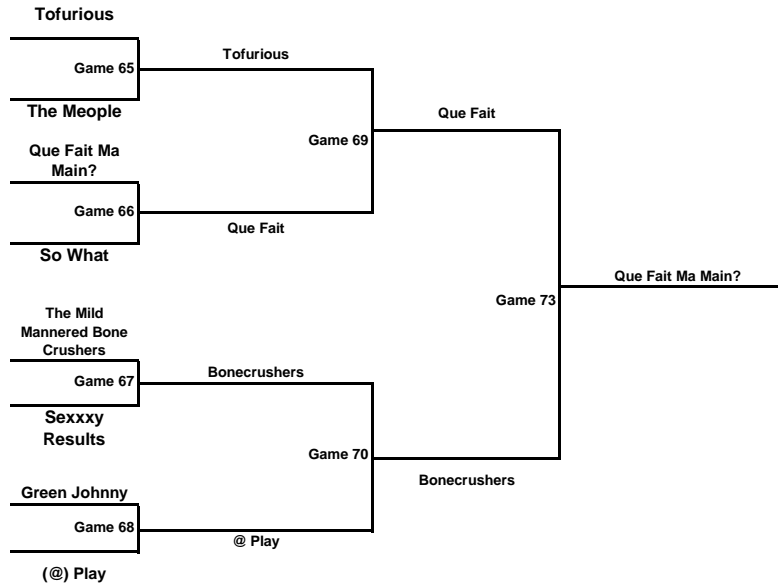 Tofurious
Tofurious
Game 65
The Meople
Que Fait
Game 69
Que Fait Ma
Main?
Game 66
Que Fait
So What
Que Fait Ma Main?
Game 73
The Mild
Mannered Bone
Crushers
Bonecrushers
Game 67
Sexxxy
Results
Game 70
Bonecrushers
Green Johnny
Game 68
@ Play
(@) Play